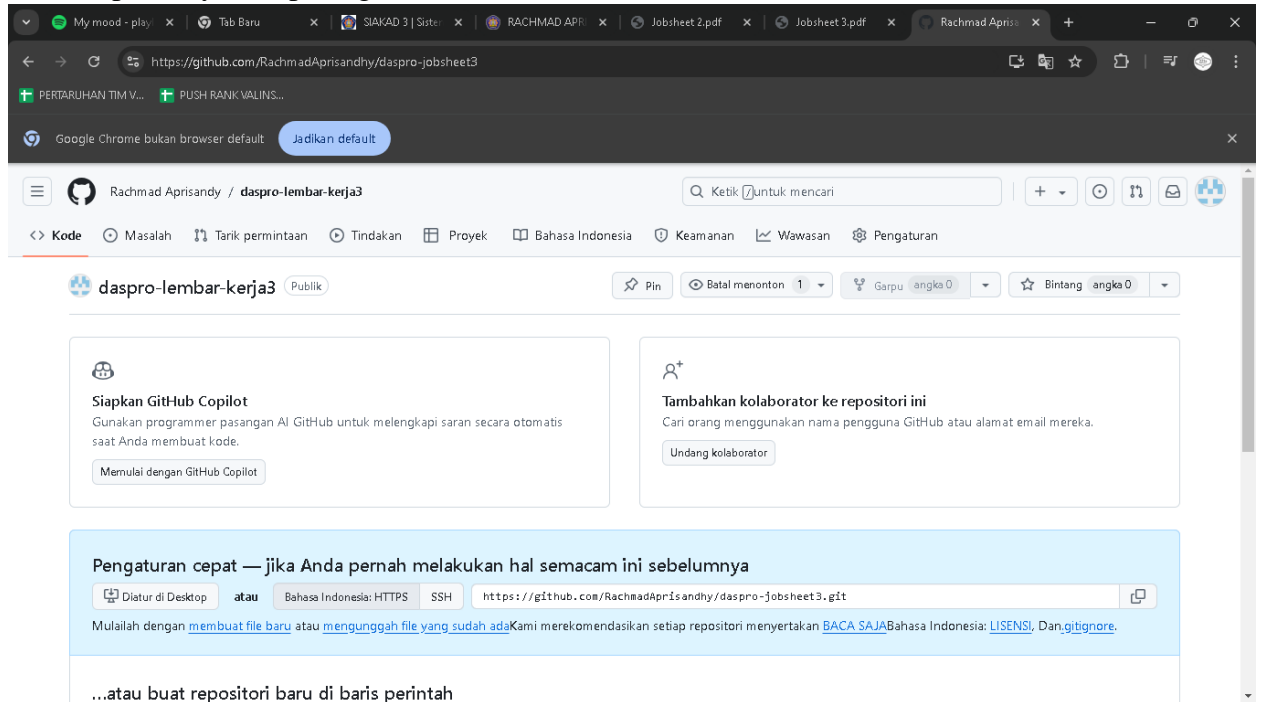 My mood - play
Tab Baru
SIAKAD 3 | Sister
RACHMAD APRI
Jobsheet 2.pdf
Jobsheet 3.pdf
Rachmad Aprisa
https://github.com/RachmadAprisandhy/daspro-jobsheet3
PERTARUHAN TIM V...
PUSH RANK VALINS...
Google Chrome bukan browser default
Jadikan default
Rachmad Aprisandy / daspro-lembar-kerja3
Ketik / untuk mencari
Kode
Masalah
Tarik permintaan
Tindakan
Proyek
Bahasa Indonesia
Keamanan
Wawasan
Pengaturan
daspro-lembar-kerja3 Publik
Pin
Batal menonton 1
Garpu angka 0
Bintang angka 0
Siapkan GitHub Copilot
Gunakan programmer pasangan AI GitHub untuk melengkapi saran secara otomatis
saat Anda membuat kode.
Memulai dengan GitHub Copilot
Tambahkan kolaborator ke repositori ini
Cari orang menggunakan nama pengguna GitHub atau alamat email mereka.
Undang kolaborator
Pengaturan cepat — jika Anda pernah melakukan hal semacam ini sebelumnya
Diatur di Desktop atau Bahasa Indonesia: HTTPS SSH https://github.com/RachmadAprisandhy/daspro-jobsheet3.git
Mulailah dengan membuat file baru atau mengunggah file yang sudah adaKami merekomendasikan setiap repositori menyertakan BACA SAJABahasa Indonesia: LISENSI, Dan.gitignore.
...atau buat repositori baru di baris perintah